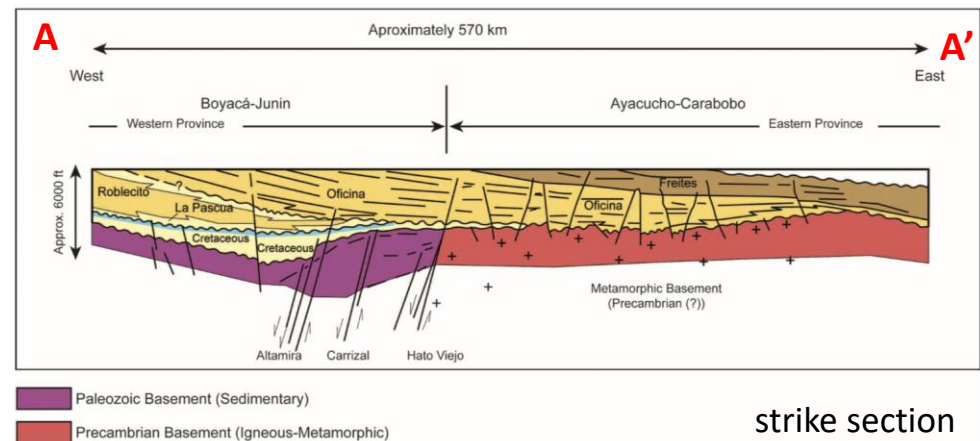 A
Aproximately 570 km
A'
West
East
Boyacá-Junin
Ayacucho-Carabobo
Western Province
Eastern Province
Approx. 6000 ft
Roblecito
?
La Pascua
Oficina
Freites
Oficina
Cretaceous
Cretaceous
Metamorphic Basement
(Precambrian (?))
Altamira
Carrizal
Hato Viejo
Paleozoic Basement (Sedimentary)
Precambrian Basement (Igneous-Metamorphic)
strike section